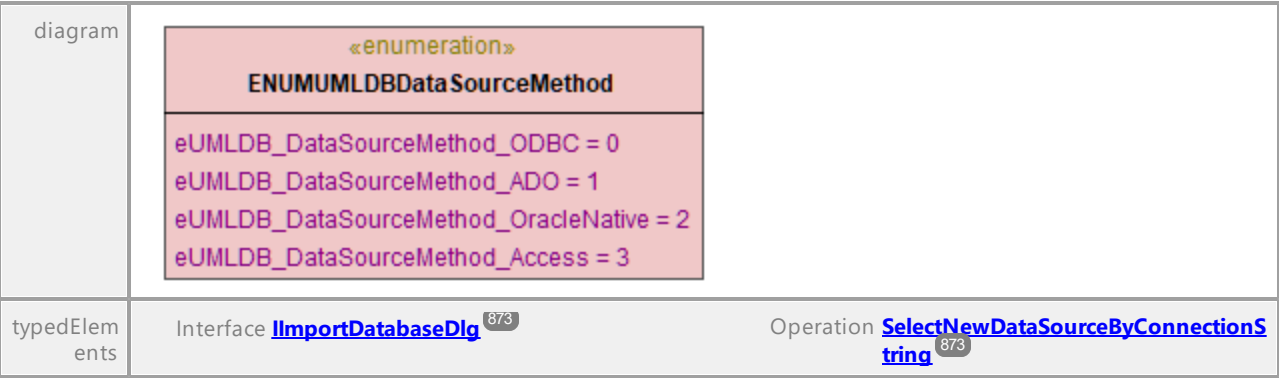 diagram
«enumeration»
ENUMUMLDBDataSourceMethod
eUMLDB_DataSourceMethod_ODBC = 0
eUMLDB_DataSourceMethod_ADO = 1
eUMLDB_DataSourceMethod_OracleNative = 2
eUMLDB_DataSourceMethod_Access = 3
typedElem
ents
Interface IImportDatabaseDlg 873
Operation SelectNewDataSourceByConnectionS
tring 873